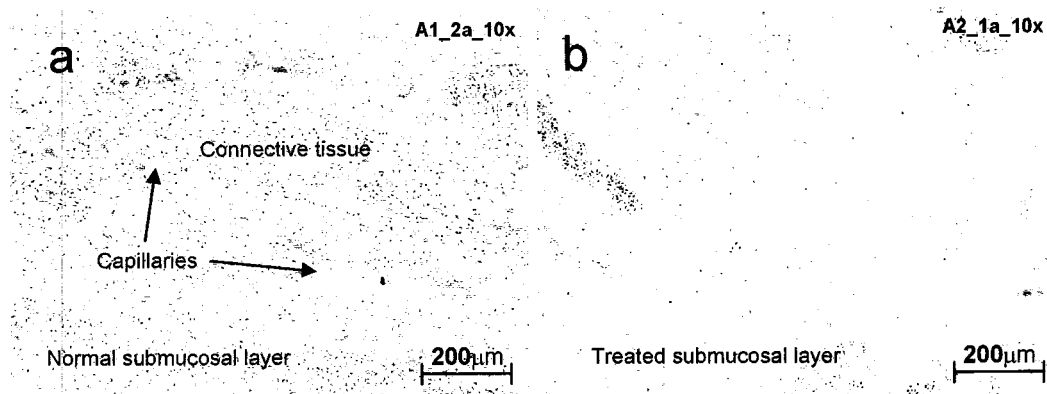 A1_2a_10x
a
Connective tissue
Capillaries
Normal submucosal layer
200μm
A2_1a_10x
b
Treated submucosal layer
200μm